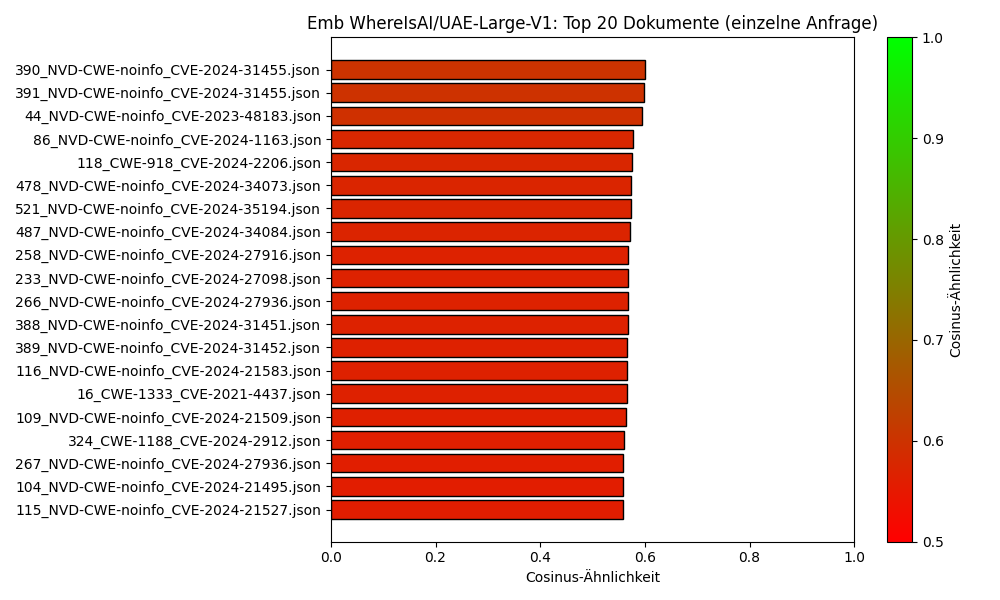 Emb WhereIsAI/UAE-Large-V1: Top 20 Dokumente (einzelne Anfrage)
390_NVD-CWE-noinfo_CVE-2024-31455.json
391_NVD-CWE-noinfo_CVE-2024-31455.json
44_NVD-CWE-noinfo_CVE-2023-48183.json
86_NVD-CWE-noinfo_CVE-2024-1163.json
118_CWE-918_CVE-2024-2206.json
478_NVD-CWE-noinfo_CVE-2024-34073.json
521_NVD-CWE-noinfo_CVE-2024-35194.json
487_NVD-CWE-noinfo_CVE-2024-34084.json
258_NVD-CWE-noinfo_CVE-2024-27916.json
233_NVD-CWE-noinfo_CVE-2024-27098.json
266_NVD-CWE-noinfo_CVE-2024-27936.json
388_NVD-CWE-noinfo_CVE-2024-31451.json
389_NVD-CWE-noinfo_CVE-2024-31452.json
116_NVD-CWE-noinfo_CVE-2024-21583.json
16_CWE-1333_CVE-2021-4437.json
109_NVD-CWE-noinfo_CVE-2024-21509.json
324_CWE-1188_CVE-2024-2912.json
267_NVD-CWE-noinfo_CVE-2024-27936.json
104_NVD-CWE-noinfo_CVE-2024-21495.json
115_NVD-CWE-noinfo_CVE-2024-21527.json
0.0 0.2 0.4 0.6 0.8 1.0
Cosinus-Ähnlichkeit
1.0
0.9
0.8
0.7
0.6
0.5
Cosinus-Ähnlichkeit